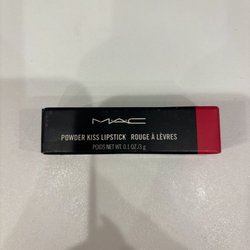 MAC
POWDER KISS LIPSTICK ROUGE À LÈVRES
POIDS NET WT. 0.1 OZ./3 g